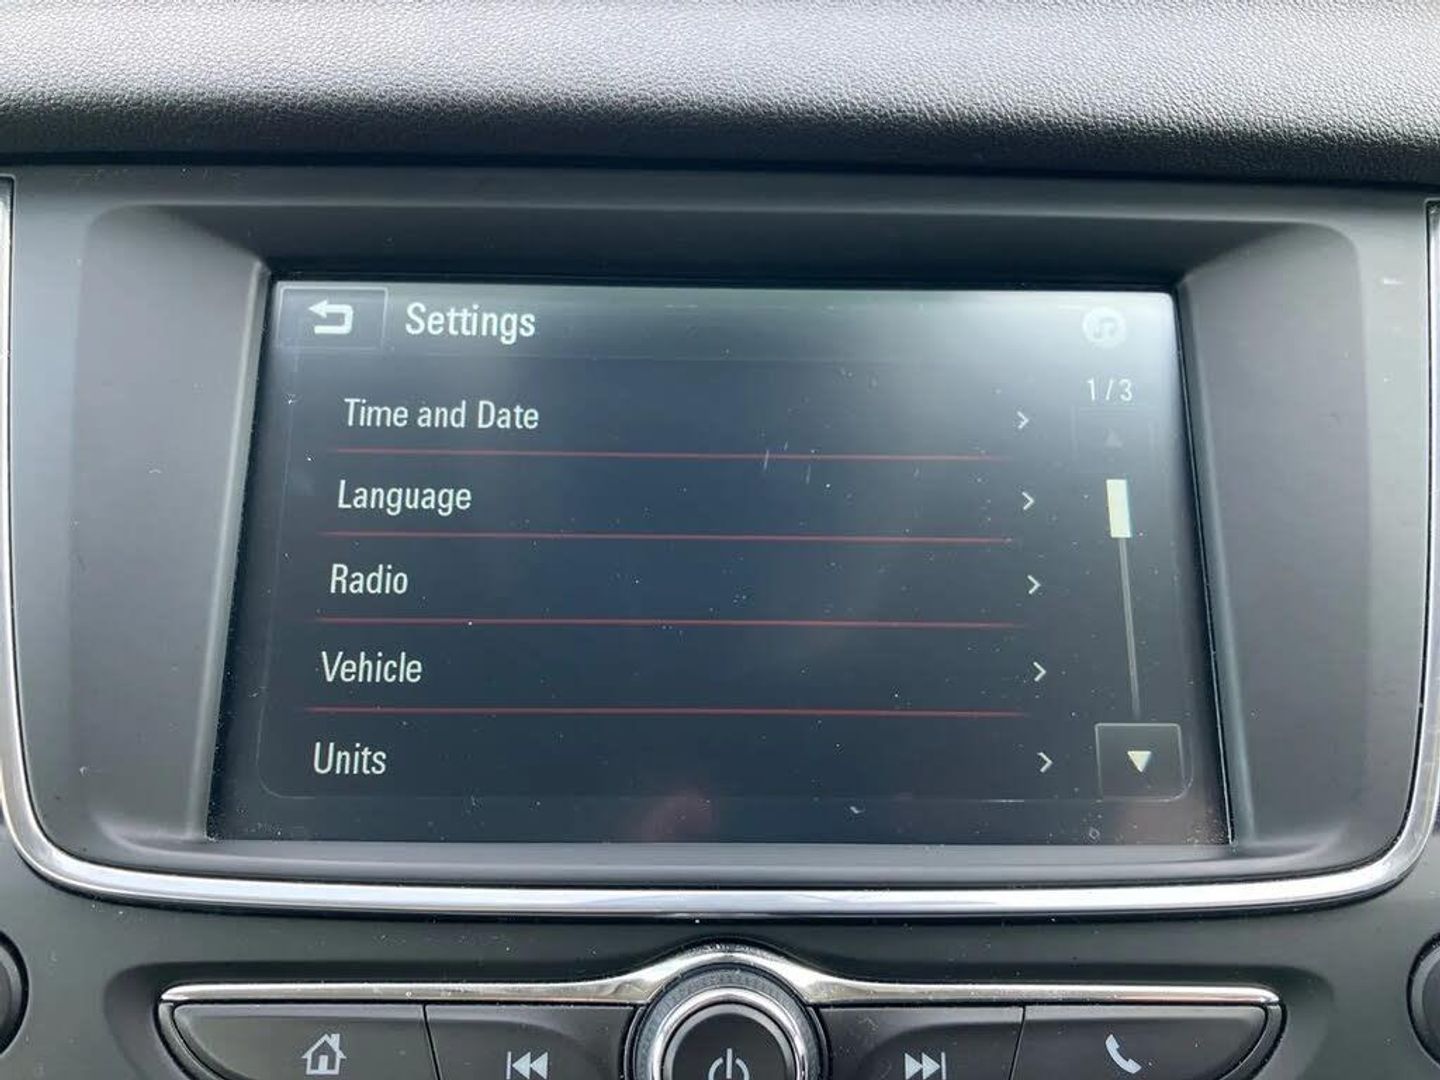 Settings
1/3
Time and Date
Language
Radio
Vehicle
Units